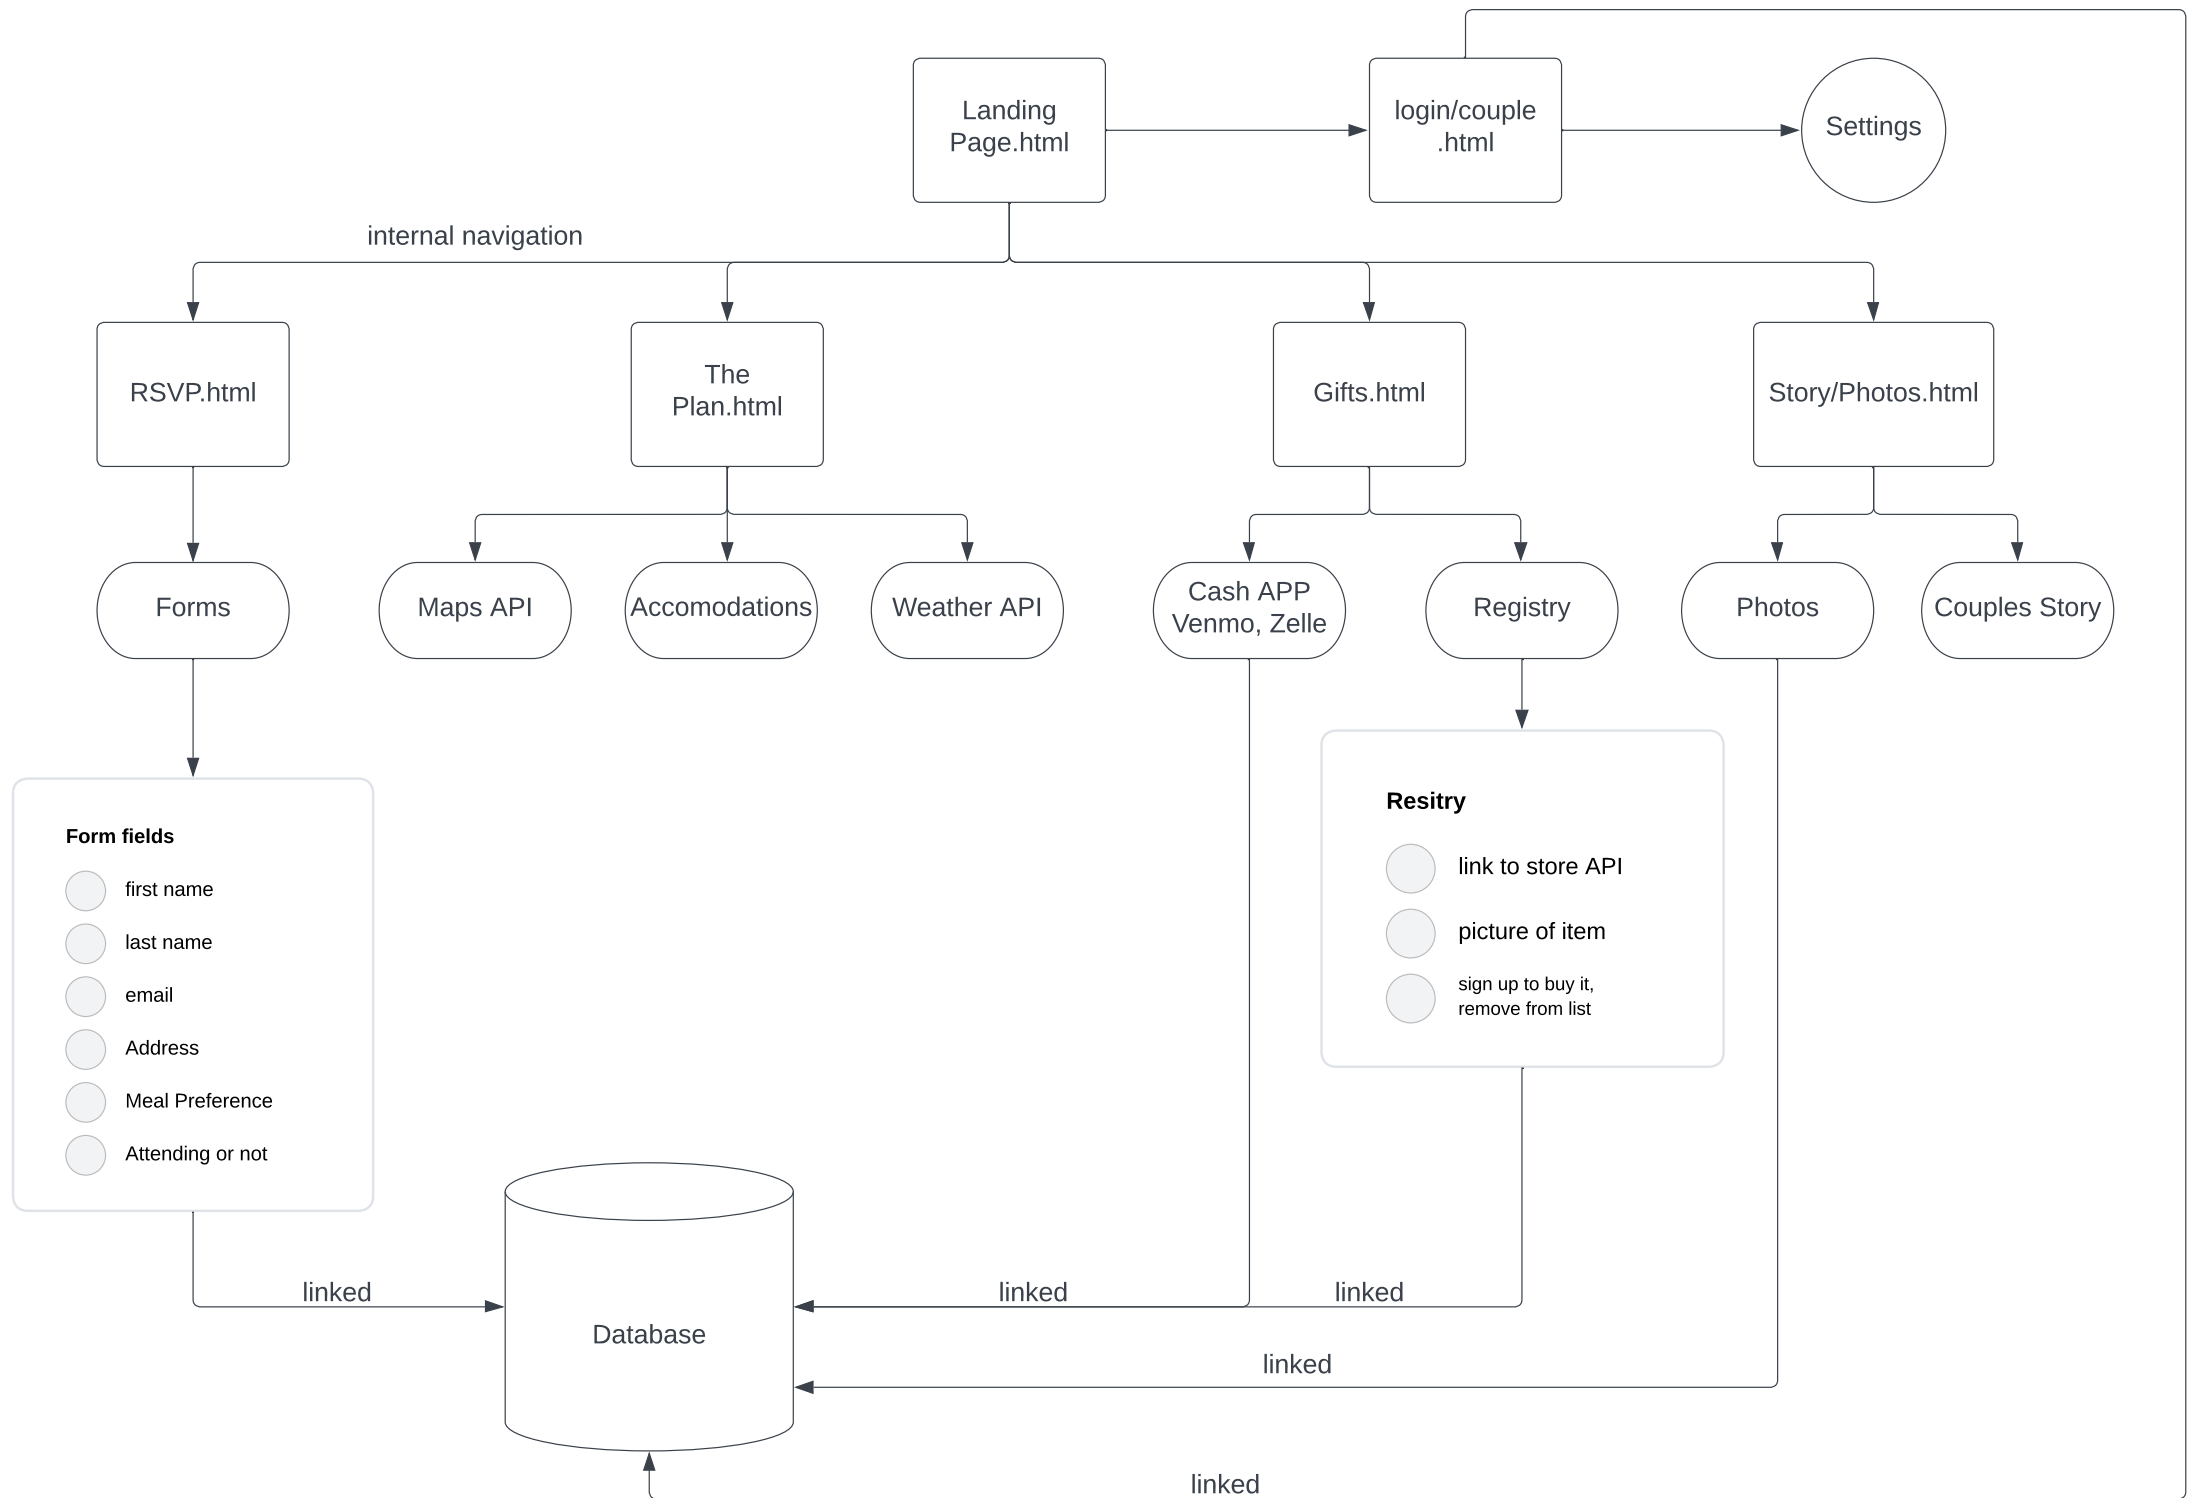 Landing
Page.html
login/couple
.html
Settings
internal navigation
RSVP.html
The
Plan.html
Gifts.html
Story/Photos.html
Forms
Maps API
Accomodations
Weather API
Cash APP
Venmo, Zelle
Registry
Photos
Couples Story
Form fields
first name
last name
email
Address
Meal Preference
Attending or not
Resitry
link to store API
picture of item
sign up to buy it,
remove from list
linked
linked
linked
Database
linked
linked